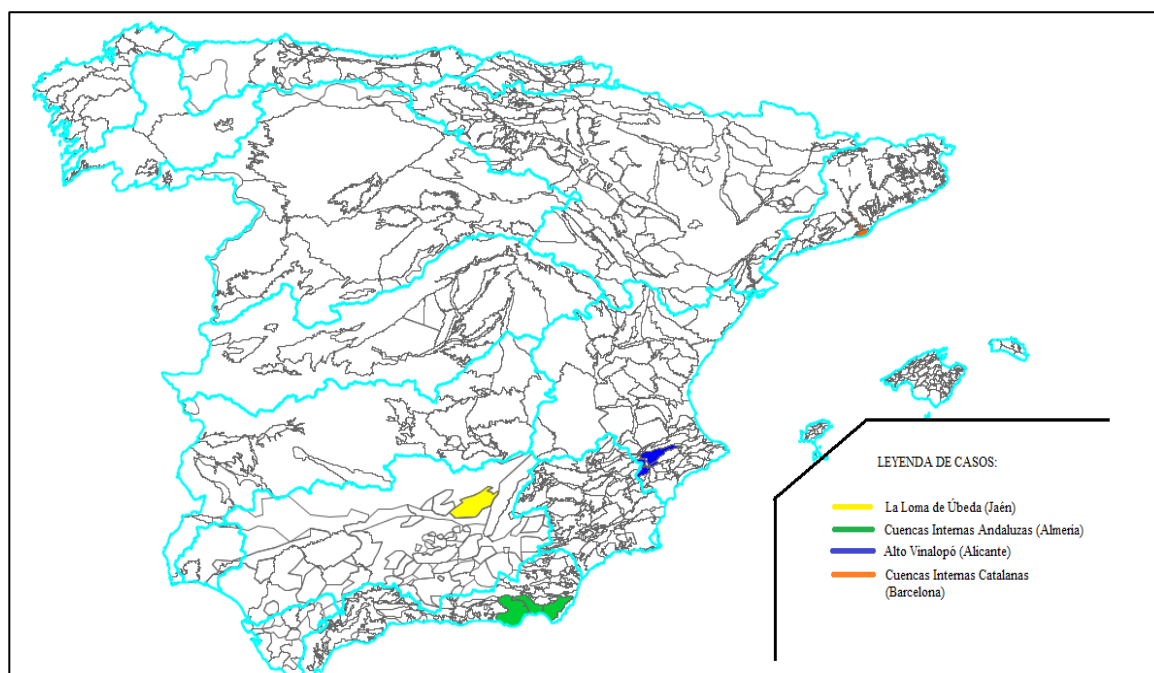 LEYENDA DE CASOS:
La Loma de Úbeda (Jaén)
Cuencas Internas Andaluzas (Almería)
Alto Vinalopó (Alicante)
Cuencas Internas Catalanas
(Barcelona)